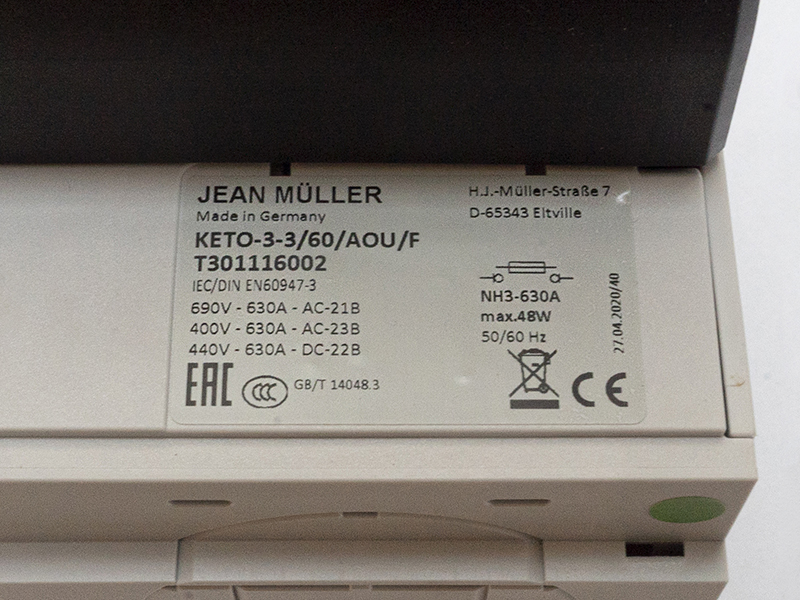 JEAN MÜLLER
Made in Germany
KETO-3-3/60/AOU/F
T301116002
IEC/DIN EN60947-3
690V - 630A - AC-21B
400V - 630A - AC-23B
440V - 630A - DC-22B
EAC CCC GB/T 14048.3
H.J.-Müller-Straße 7
D-65343 Eltville
NH3-630A
max.48W
50/60 Hz
CE
27.04.2020/40